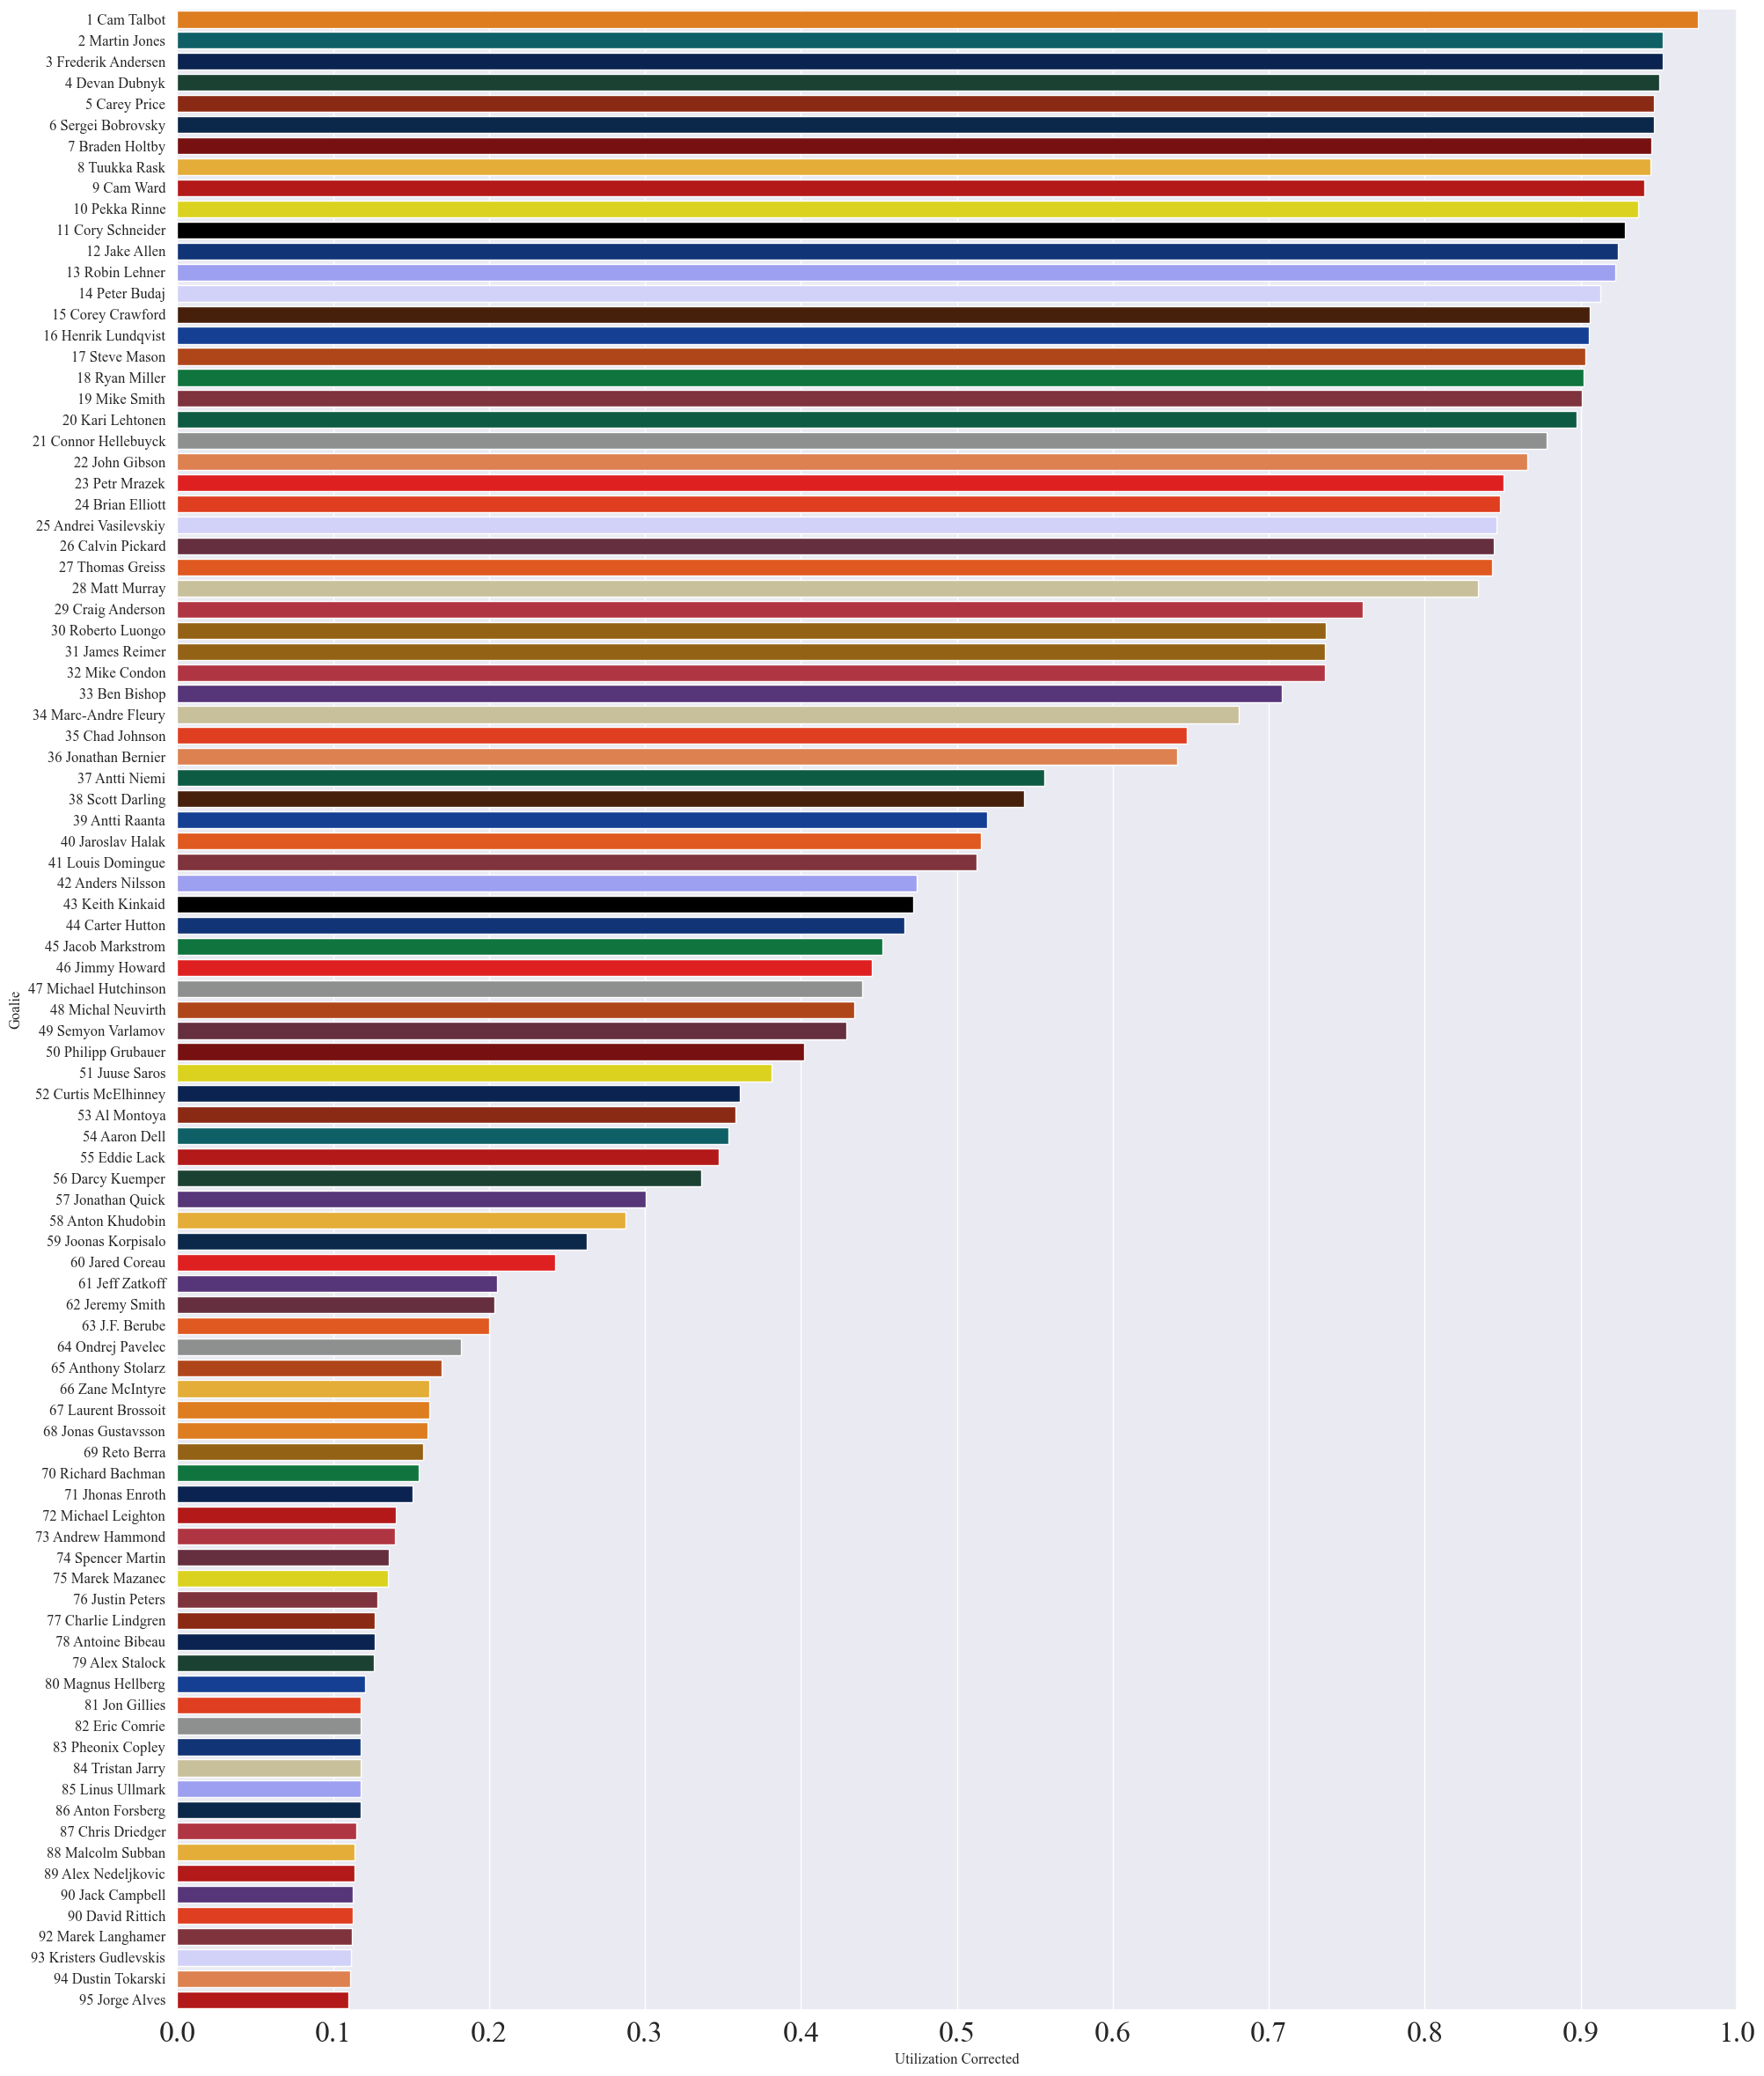 1 Cam Talbot
2 Martin Jones
3 Frederik Andersen
4 Devan Dubnyk
5 Carey Price
6 Sergei Bobrovsky
7 Braden Holtby
8 Tuukka Rask
9 Cam Ward
10 Pekka Rinne
11 Cory Schneider
12 Jake Allen
13 Robin Lehner
14 Peter Budaj
15 Corey Crawford
16 Henrik Lundqvist
17 Steve Mason
18 Ryan Miller
19 Mike Smith
20 Kari Lehtonen
21 Connor Hellebuyck
22 John Gibson
23 Petr Mrazek
24 Brian Elliott
25 Andrei Vasilevskiy
26 Calvin Pickard
27 Thomas Greiss
28 Matt Murray
29 Craig Anderson
30 Roberto Luongo
31 James Reimer
32 Mike Condon
33 Ben Bishop
34 Marc-Andre Fleury
35 Chad Johnson
36 Jonathan Bernier
37 Antti Niemi
38 Scott Darling
39 Antti Raanta
40 Jaroslav Halak
41 Louis Domingue
42 Anders Nilsson
43 Keith Kinkaid
44 Carter Hutton
45 Jacob Markstrom
46 Jimmy Howard
47 Michael Hutchinson
48 Michal Neuvirth
49 Semyon Varlamov
50 Philipp Grubauer
51 Juuse Saros
52 Curtis McElhinney
53 Al Montoya
54 Aaron Dell
55 Eddie Lack
56 Darcy Kuemper
57 Jonathan Quick
58 Anton Khudobin
59 Joonas Korpisalo
60 Jared Coreau
61 Jeff Zatkoff
62 Jeremy Smith
63 J.F. Berube
64 Ondrej Pavelec
65 Anthony Stolarz
66 Zane McIntyre
67 Laurent Brossoit
68 Jonas Gustavsson
69 Reto Berra
70 Richard Bachman
71 Jhonas Enroth
72 Michael Leighton
73 Andrew Hammond
74 Spencer Martin
75 Marek Mazanec
76 Justin Peters
77 Charlie Lindgren
78 Antoine Bibeau
79 Alex Stalock
80 Magnus Hellberg
81 Jon Gillies
82 Eric Comrie
83 Pheonix Copley
84 Tristan Jarry
85 Linus Ullmark
86 Anton Forsberg
87 Chris Driedger
88 Malcolm Subban
89 Alex Nedeljkovic
90 Jack Campbell
90 David Rittich
92 Marek Langhamer
93 Kristers Gudlevskis
94 Dustin Tokarski
95 Jorge Alves
Goalie
0.0 0.1 0.2 0.3 0.4 0.5 0.6 0.7 0.8 0.9 1.0
Utilization Corrected